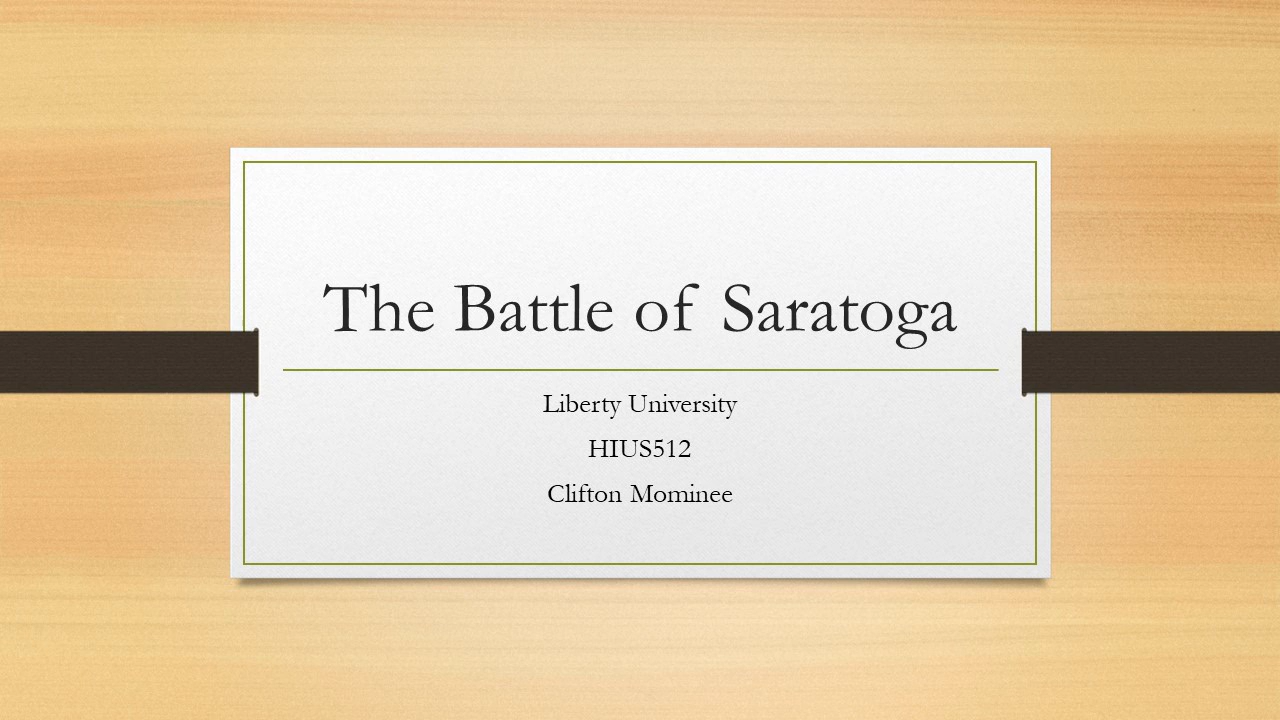 The Battle of Saratoga
Liberty University
HIUS512
Clifton Mominee